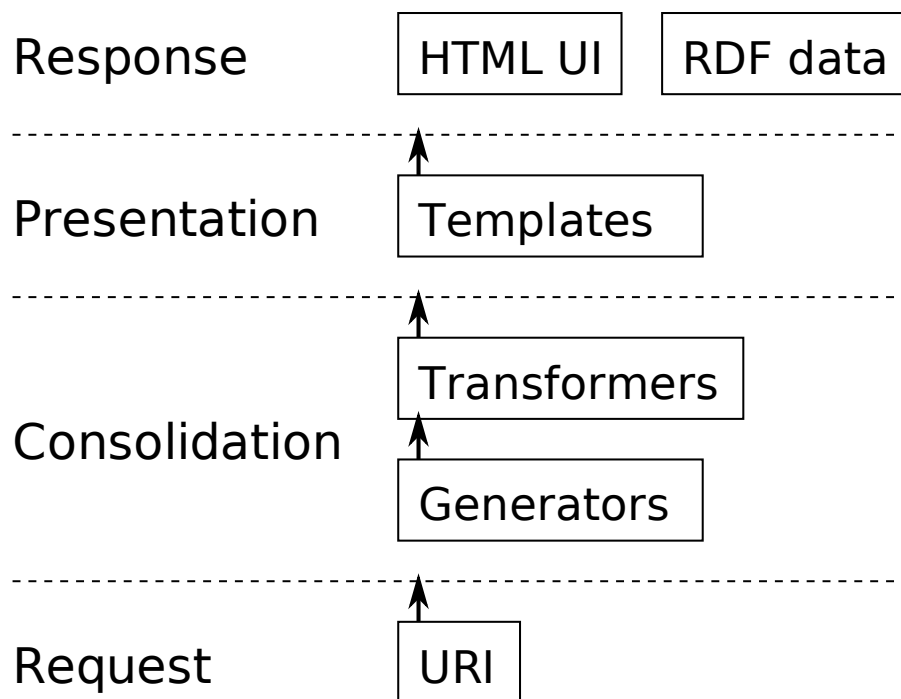 Response
HTML UI
RDF data
Presentation
Templates
Transformers
Consolidation
Generators
Request
URI